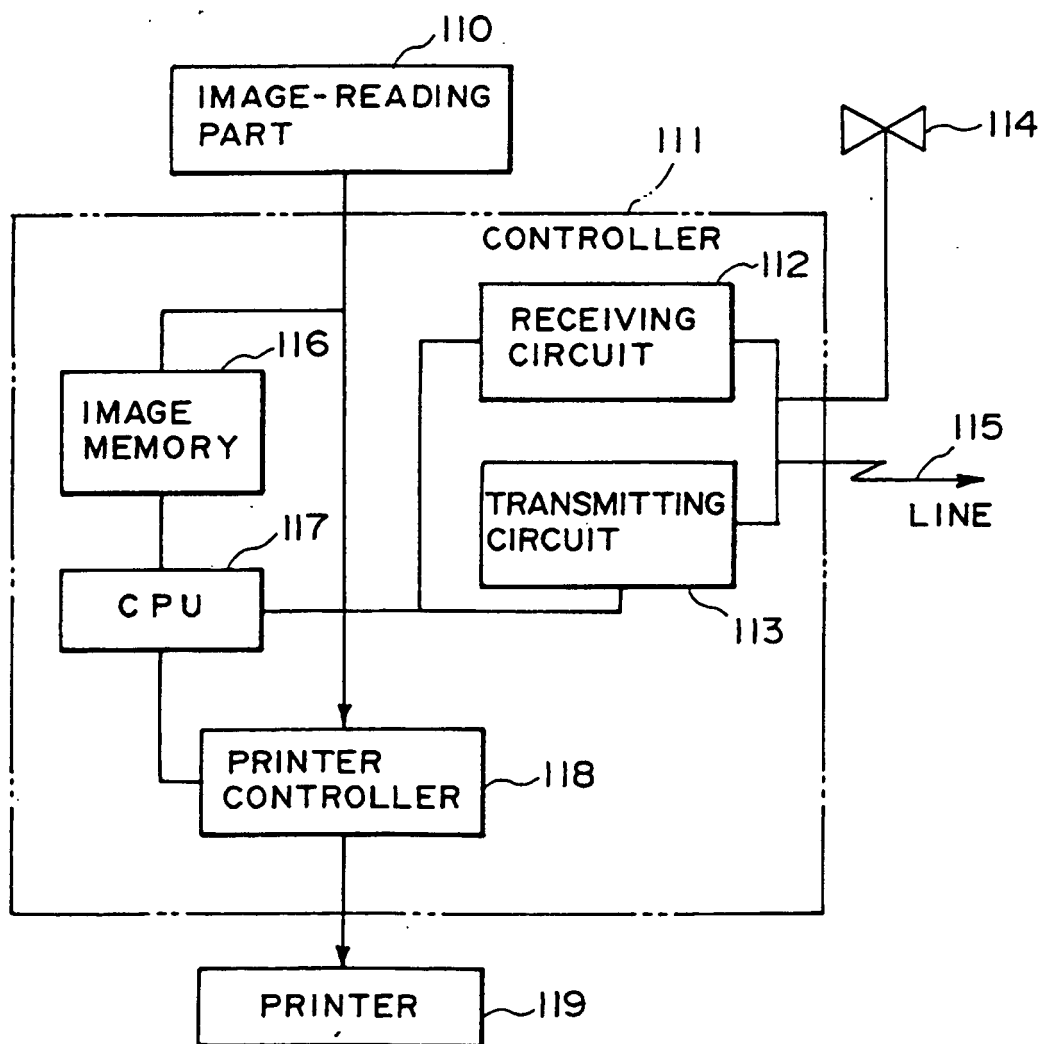 110
IMAGE-READING
PART
114
111
CONTROLLER
112
RECEIVING
CIRCUIT
116
IMAGE
MEMORY
115
LINE
TRANSMITTING
CIRCUIT
117
CPU
113
PRINTER
CONTROLLER
118
PRINTER
119